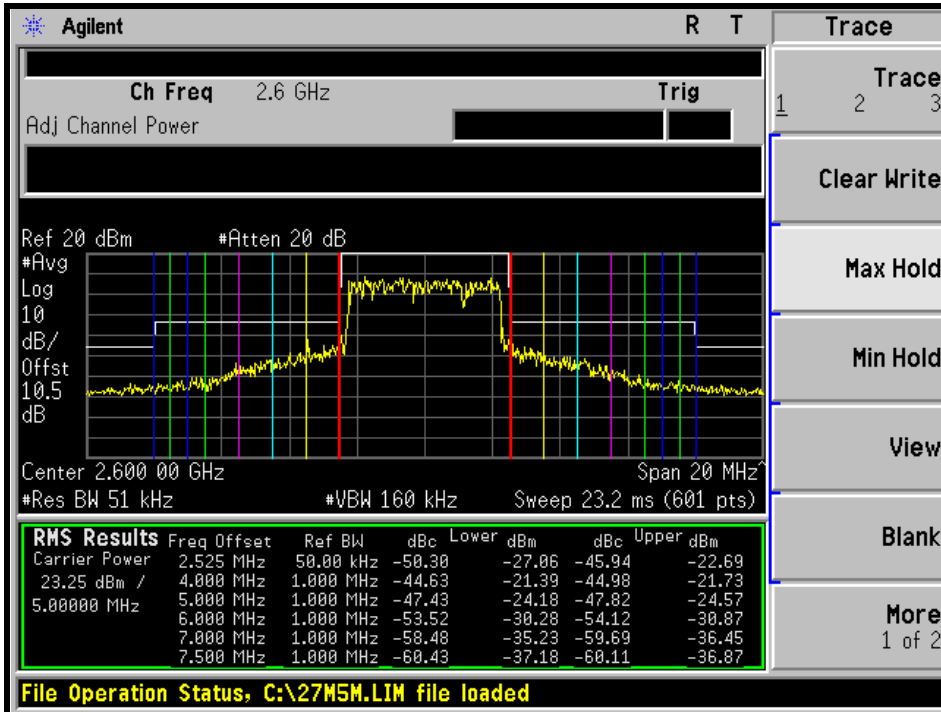 Agilent R T Trace
Ch Freq 2.6 GHz Trig
Adj Channel Power
Trace
1 2 3
Clear Write
Max Hold
Min Hold
View
Blank
More
1 of 2
Ref 20 dBm #Atten 20 dB
#Avg
Log
10
dB/
Offst
10.5
dB
Center 2.600 00 GHz Span 20 MHz^
#Res BW 51 kHz #VBW 160 kHz Sweep 23.2 ms (601 pts)
RMS Results Freq Offset Ref BW dBc Lower dBm dBc Upper dBm
Carrier Power 2.525 MHz 50.00 kHz -50.30 -27.06 -45.94 -22.69
23.25 dBm / 4.000 MHz 1.000 MHz -44.63 -21.39 -44.98 -21.73
5.00000 MHz 5.000 MHz 1.000 MHz -47.43 -24.18 -47.82 -24.57
6.000 MHz 1.000 MHz -53.52 -30.28 -54.12 -30.87
7.000 MHz 1.000 MHz -58.48 -35.23 -59.69 -36.45
7.500 MHz 1.000 MHz -60.43 -37.18 -60.11 -36.87
File Operation Status, C:\27M5M.LIM file loaded